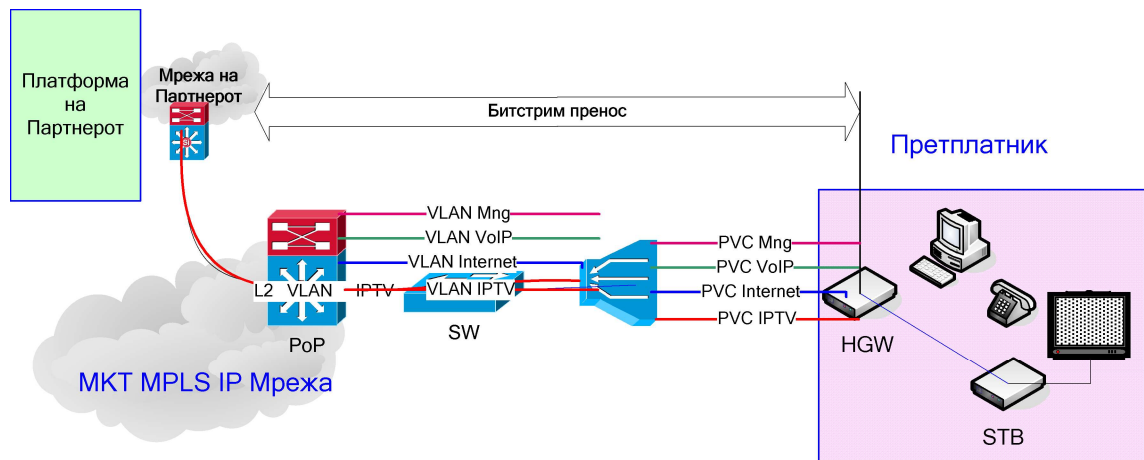 Платформа
на
Партнерот
Мрежа на
Партнерот
Битстрим пренос
Претплатник
VLAN Mng
VLAN VoIP
VLAN Internet
L2 VLAN IPTV
VLAN IPTV
SW
PoP
МКТ MPLS IP Мрежа
PVC Mng
PVC VoIP
PVC Internet
PVC IPTV
HGW
STB